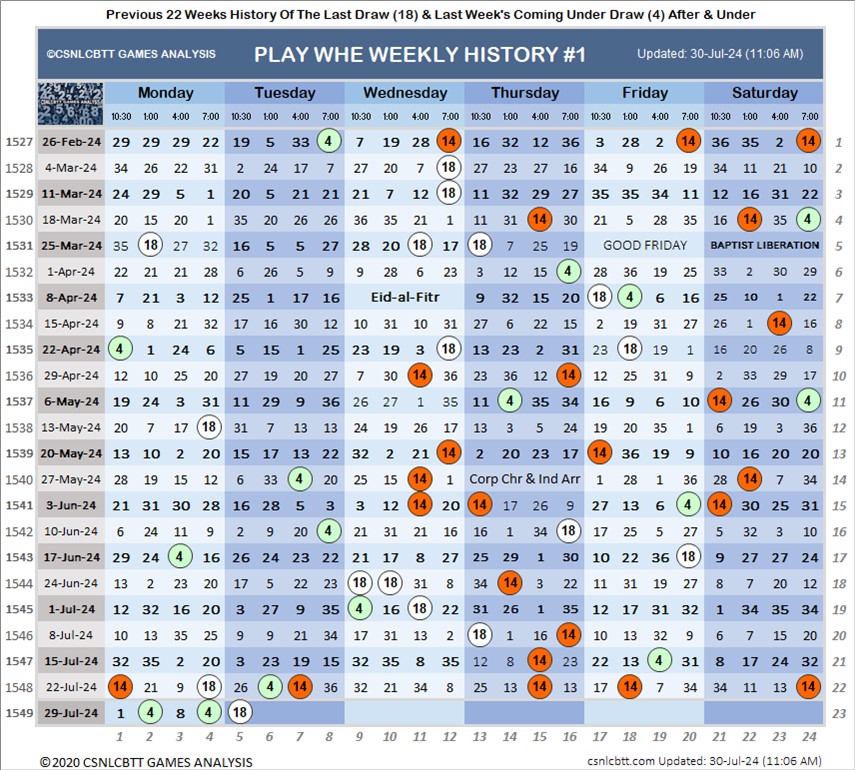 Previous 22 Weeks History Of The Last Draw (18) & Last Week's Coming Under Draw (4) After & Under
©CSNLCBTT GAMES ANALYSIS PLAY WHE WEEKLY HISTORY #1 Updated: 30-Jul-24 (11:06 AM)
Monday Tuesday Wednesday Thursday Friday Saturday
CSNLCBTT GAMES ANALYSIS 10:30 1:00 4:00 7:00 10:30 1:00 4:00 8:00 10:30 1:00 4:00 7:00 10:30 1:00 4:00 7:00 10:30 1:00 4:00 7:00 10:30 1:00 4:00 7:00
1527 26-Feb-24 29 29 29 22 19 5 33 4 7 19 28 14 16 32 12 36 3 28 2 14 36 35 2 14 1
1528 4-Mar-24 34 26 22 31 2 24 17 7 27 20 7 18 27 23 27 16 34 9 26 19 34 11 21 10 2
1529 11-Mar-24 24 29 5 1 20 5 21 21 21 7 12 18 11 32 29 27 35 35 34 11 12 16 31 22 3
1530 18-Mar-24 20 15 20 1 35 20 26 26 36 35 21 1 11 31 14 30 21 5 28 35 22 14 35 4 4
1531 25-Mar-24 35 18 27 32 16 5 5 27 28 20 18 17 18 7 25 19 GOOD FRIDAY BAPTIST LIBERATION 5
1532 1-Apr-24 22 21 21 28 6 26 5 9 9 28 6 23 3 12 15 4 28 36 19 25 33 2 30 29 6
1533 8-Apr-24 7 21 3 12 25 1 17 16 Eid-al-Fitr 9 32 15 20 18 4 6 16 25 10 1 22 7
1534 15-Apr-24 9 8 21 32 17 16 30 12 10 31 10 31 27 6 22 15 2 19 31 27 26 1 14 16 8
1535 22-Apr-24 4 1 24 6 5 15 1 25 23 19 3 18 13 23 2 31 23 18 19 1 16 20 26 8 9
1536 29-Apr-24 12 10 25 20 27 19 20 27 7 30 14 36 23 36 12 14 12 25 31 9 2 33 29 17 10
1537 6-May-24 19 24 3 31 11 29 9 36 26 27 1 35 11 4 35 34 16 9 6 10 14 26 30 4 11
1538 13-May-24 20 7 17 18 31 7 13 13 24 19 26 17 13 7 24 34 19 20 35 1 6 19 3 36 12
1539 20-May-24 13 10 2 20 15 17 13 22 32 2 21 14 2 20 23 17 14 36 19 9 10 16 20 20 13
1540 27-May-24 28 19 15 12 6 33 4 20 25 11 14 1 Corp Chr & Ind Arr 1 28 1 36 22 14 7 34 14
1541 3-Jun-24 21 31 30 28 16 28 5 3 3 12 14 20 14 17 26 9 27 13 6 4 14 30 25 31 15
1542 10-Jun-24 6 24 11 9 2 9 20 4 21 31 21 16 16 1 34 18 17 25 5 27 5 32 3 10 16
1543 17-Jun-24 29 24 3 16 26 24 23 22 21 17 8 27 25 29 1 30 10 22 36 18 9 27 27 24 17
1544 24-Jun-24 13 2 23 20 17 5 22 23 18 18 31 8 34 14 3 22 11 31 19 27 8 7 20 12 18
1545 1-Jul-24 12 32 16 20 3 27 9 35 4 16 18 22 31 26 1 35 12 17 31 32 1 34 35 34 19
1546 8-Jul-24 10 13 35 25 9 9 21 34 17 31 13 2 18 1 16 14 10 13 32 9 6 7 15 20 20
1547 15-Jul-24 32 35 2 20 3 23 19 15 32 35 8 35 12 8 14 23 22 13 4 31 8 17 24 32 21
1548 22-Jul-24 14 21 9 18 26 4 14 36 32 21 34 8 25 13 14 13 17 18 7 34 34 11 13 14 22
1549 29-Jul-24 1 4 8 4 18 23
1 2 3 4 5 6 7 8 9 10 11 12 13 14 15 16 17 18 19 20 21 22 23 24
©2020 CSNLCBTT GAMES ANALYSIS csnlcbtt.com Updated: 30-Jul-24 (11:06 AM)